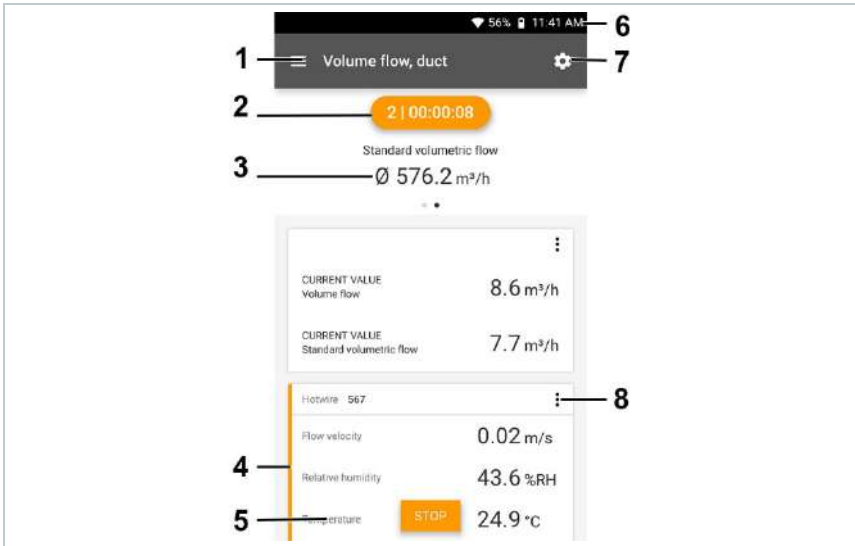 56% 11:41 AM
6
1
Volume flow, duct
7
2
2 | 00:00:08
Standard volumetric flow
3
Ø 576.2 m³/h
CURRENT VALUE
Volume flow
8.6 m³/h
CURRENT VALUE
Standard volumetric flow
7.7 m³/h
Hotwire 567
8
Flow velocity
0.02 m/s
4
Relative humidity
43.6 %RH
5
Temperature
STOP
24.9 °C